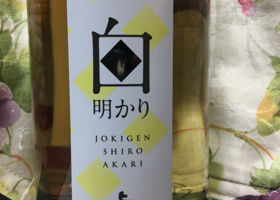 白
明かり
JOKIGEN
SHIRO
AKARI